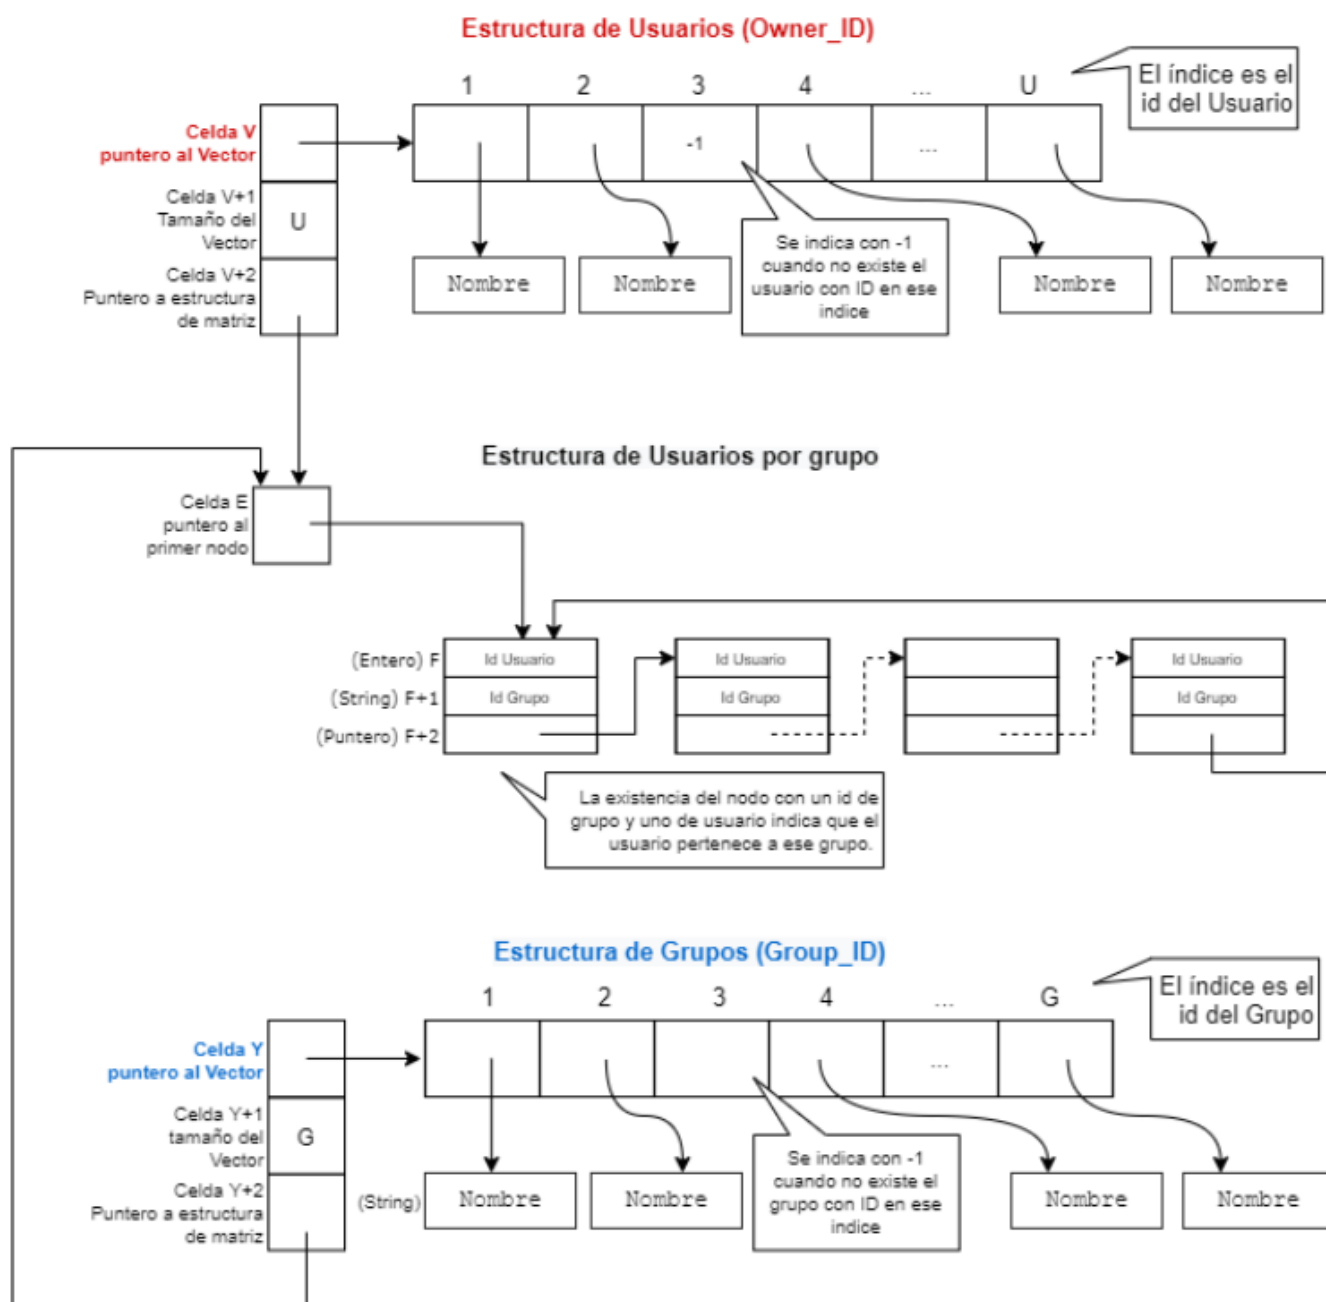 Estructura de Usuarios (Owner_ID)
El índice es el
id del Usuario
1 2 3 4 ... U
Celda V
puntero al Vector
-1
...
Celda V+1
Tamaño del
Vector
U
Celda V+2
Puntero a estructura
de matriz
Nombre
Nombre
Se indica con -1
cuando no existe el
usuario con ID en ese
indice
Nombre
Nombre
Estructura de Usuarios por grupo
Celda E
puntero al
primer nodo
(Entero) F
Id Usuario
Id Usuario
Id Usuario
(String) F+1
Id Grupo
Id Grupo
Id Grupo
(Puntero) F+2
La existencia del nodo con un id de
grupo y uno de usuario indica que el
usuario pertenece a ese grupo.
Estructura de Grupos (Group_ID)
El índice es el
id del Grupo
1 2 3 4 ... G
Celda Y
puntero al Vector
...
Celda Y+1
tamaño del
Vector
G
Celda Y+2
Puntero a estructura
de matriz
(String)
Nombre
Nombre
Se indica con -1
cuando no existe el
grupo con ID en ese
indice
Nombre
Nombre